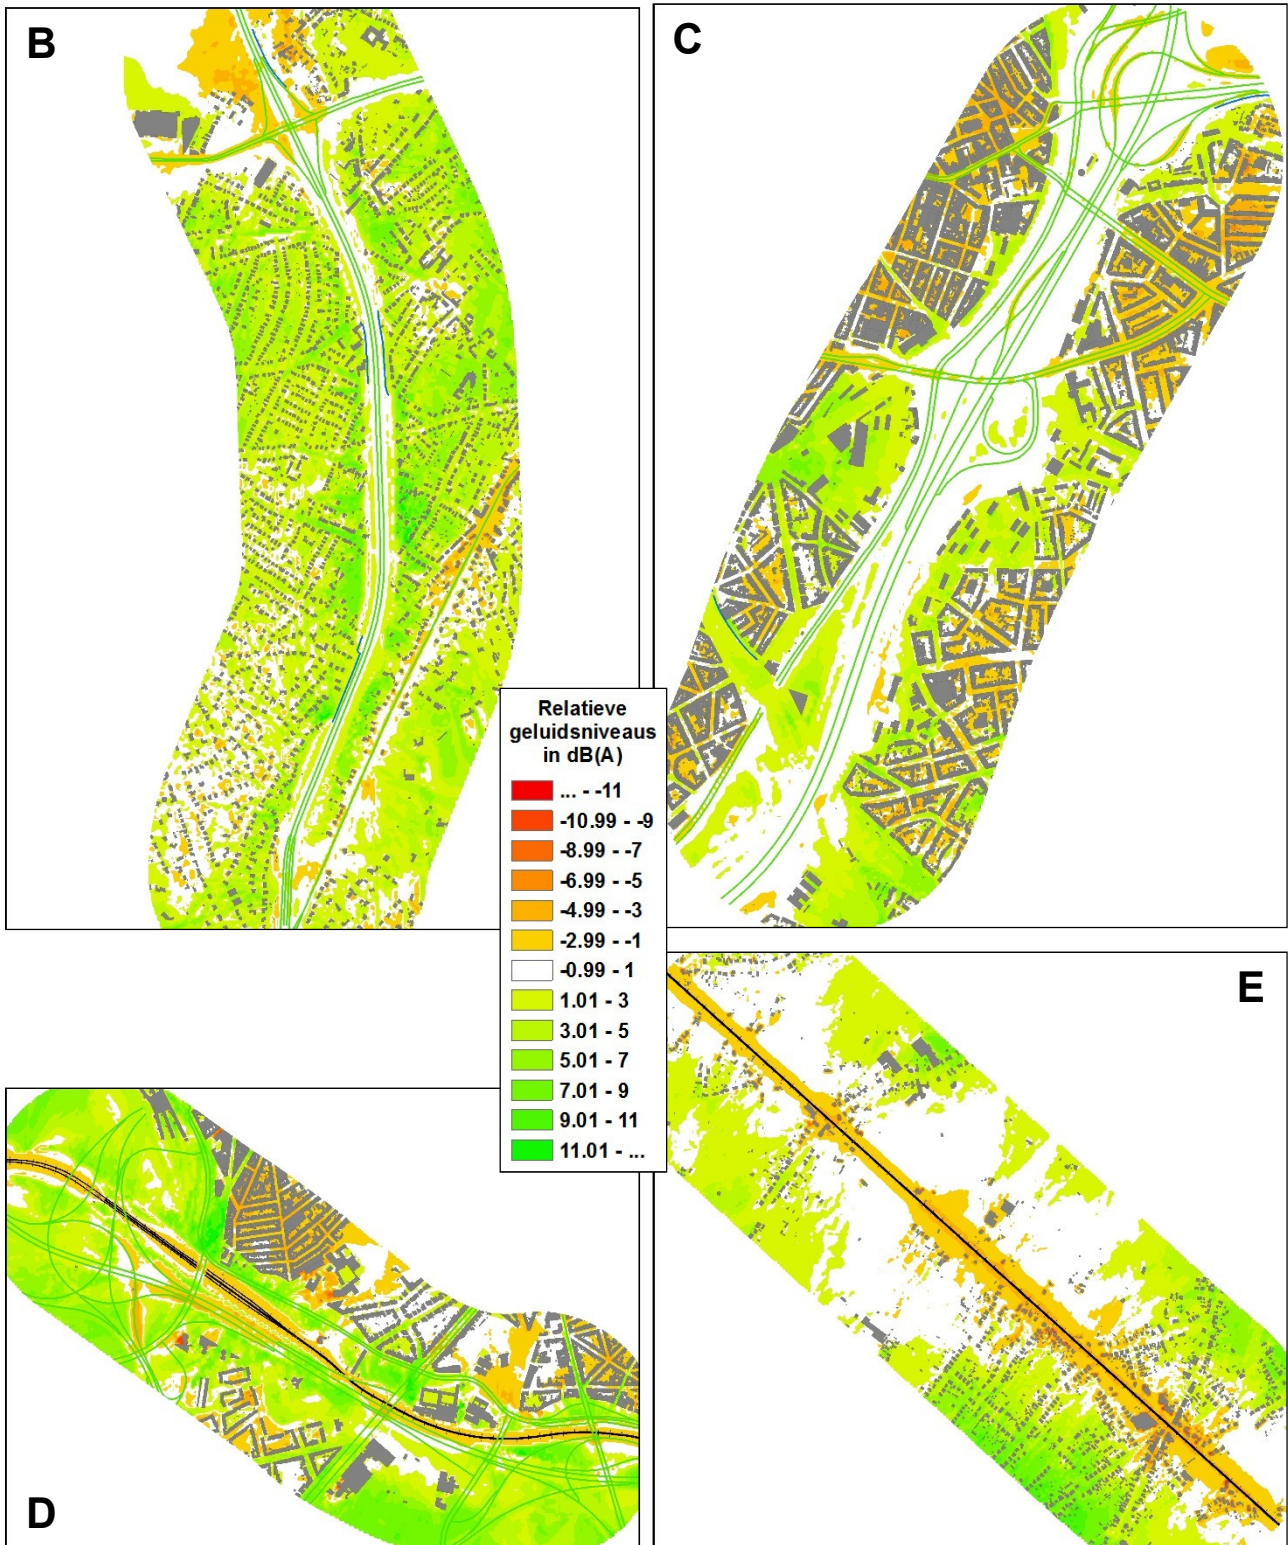 B
C
Relatieve
geluidsniveaus
in dB(A)
... - -11
-10.99 - -9
-8.99 - -7
-6.99 - -5
-4.99 - -3
-2.99 - -1
-0.99 - 1
1.01 - 3
3.01 - 5
5.01 - 7
7.01 - 9
9.01 - 11
11.01 - ...
E
D